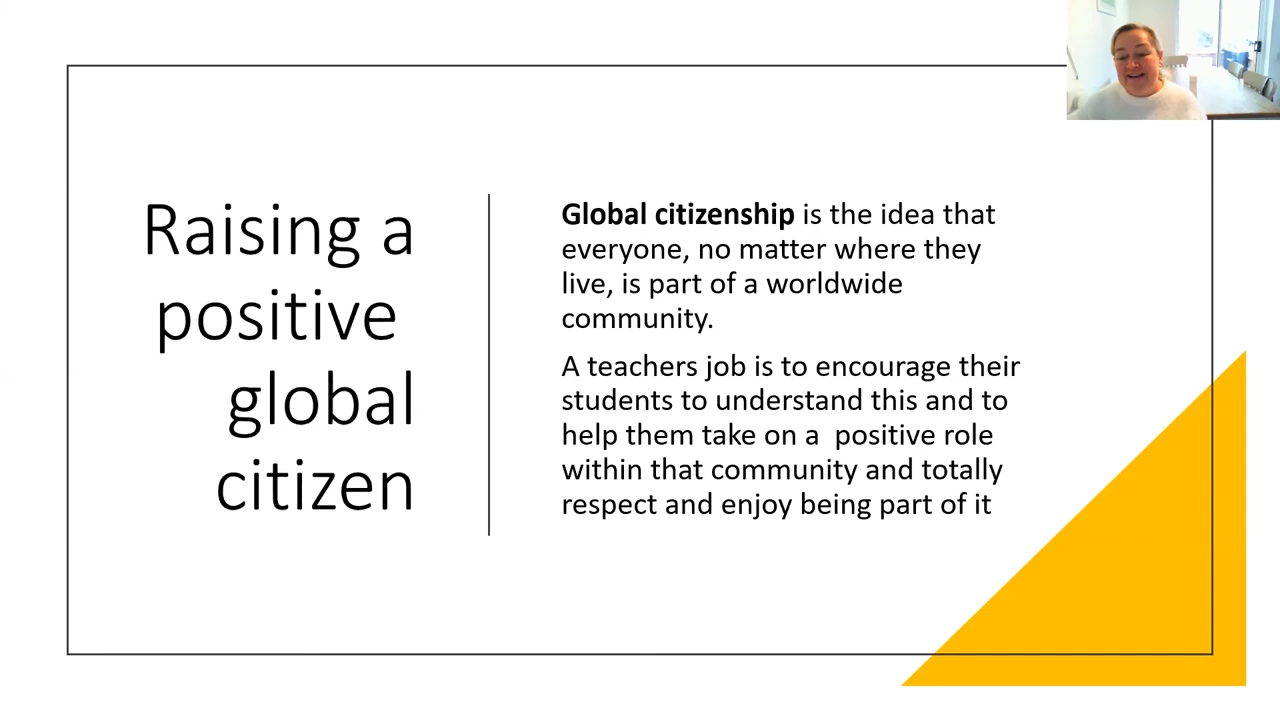 Raising a
positive
global
citizen
Global citizenship is the idea that
everyone, no matter where they
live, is part of a worldwide
community.
A teachers job is to encourage their
students to understand this and to
help them take on a  positive role
within that community and totally
respect and enjoy being part of it